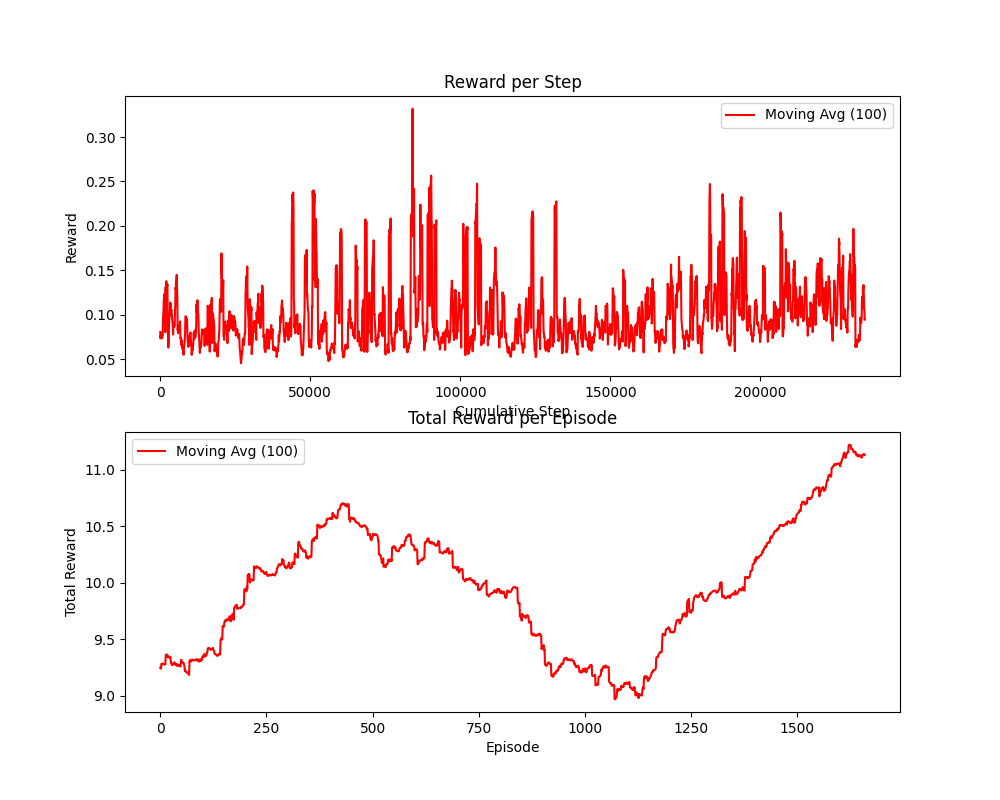 Reward per Step
Moving Avg (100)
Reward
0.30
0.25
0.20
0.15
0.10
0.05
0 50000 100000 150000 200000
Cumulative Step
Total Reward per Episode
Moving Avg (100)
Total Reward
11.0
10.5
10.0
9.5
9.0
0 250 500 750 1000 1250 1500
Episode